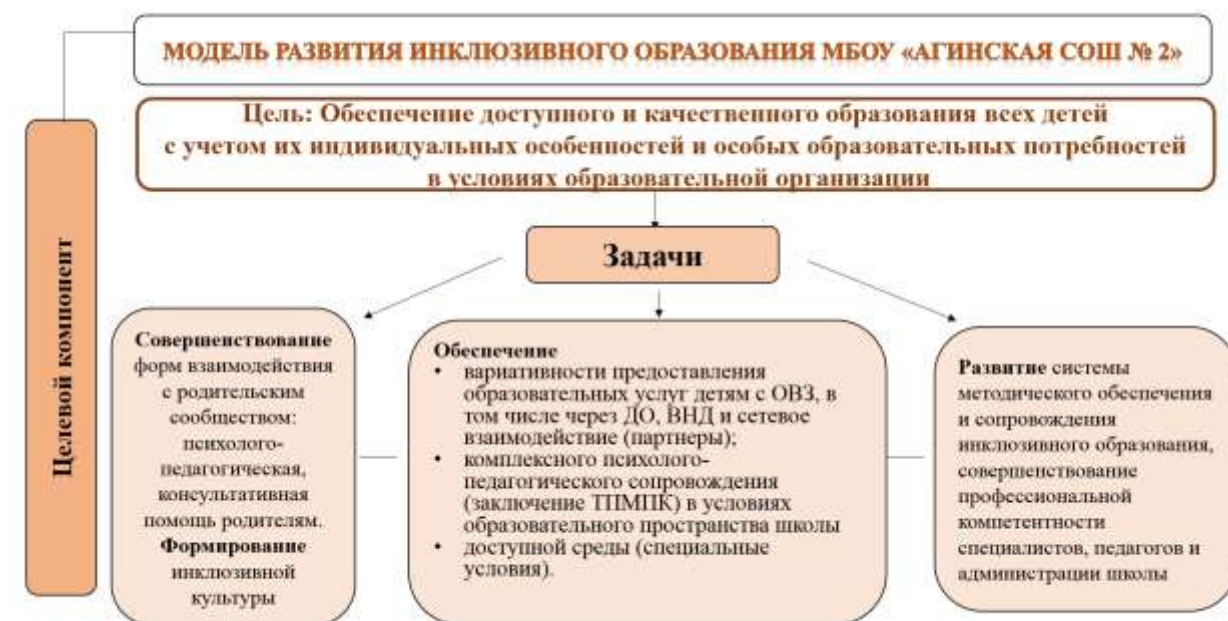 МОДЕЛЬ РАЗВИТИЯ ИНКЛЮЗИВНОГО ОБРАЗОВАНИЯ МБОУ «АГИНСКАЯ СОШ № 2»
Цель: Обеспечение доступного и качественного образования всех детей
с учетом их индивидуальных особенностей и особых образовательных потребностей
в условиях образовательной организации
Целевой компонент
Задачи
Совершенствование
форм взаимодействия
с родительским
сообществом:
психолого-
педагогическая,
консультативная
помощь родителям.
Формирование
инклюзивной
культуры
Обеспечение
• вариативности предоставления
образовательных услуг детям с ОВЗ, в
том числе через ДО, ВНД и сетевое
взаимодействие (партнеры);
• комплексного психолого-
педагогического сопровождения
(заключение ТПМПК) в условиях
образовательного пространства школы
• доступной среды (специальные
условия).
Развитие системы
методического обеспечения
и сопровождения
инклюзивного образования,
совершенствование
профессиональной
компетентности
специалистов, педагогов и
администрации школы